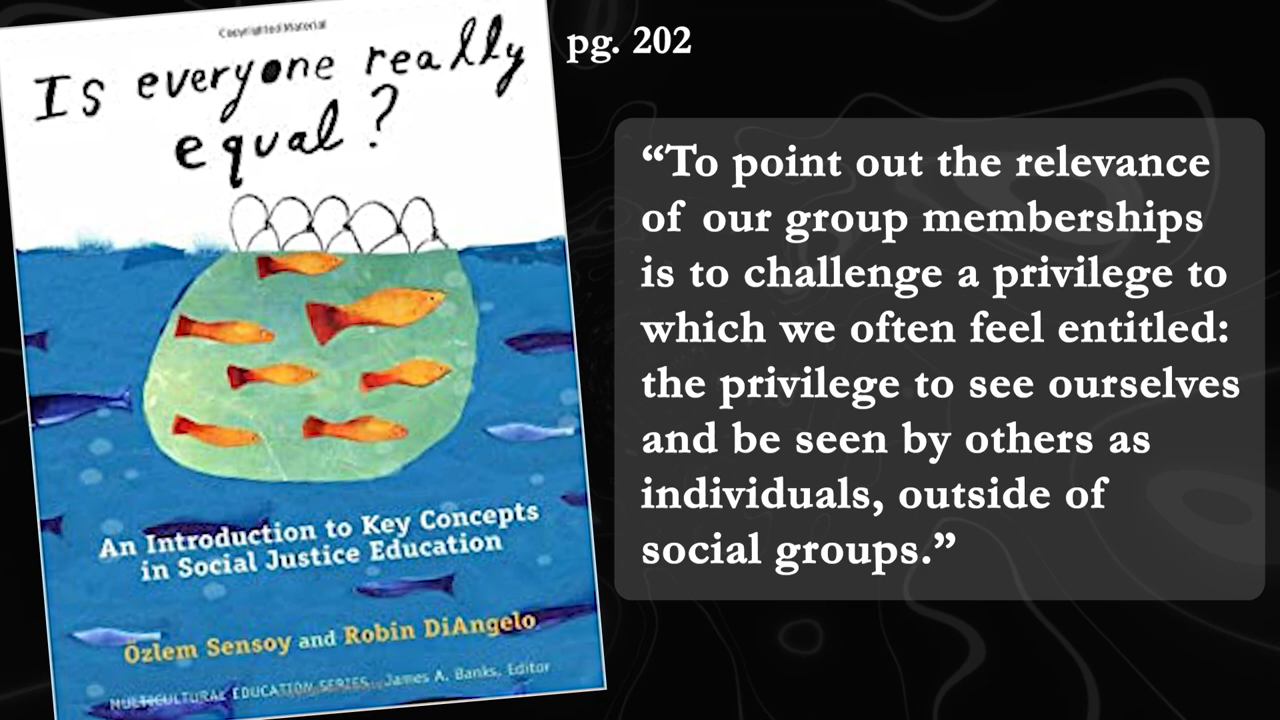 Copyrighted Material
Is everyone really
equal?
An Introduction to Key Concepts
in Social Justice Education
Özlem Sensoy and Robin DiAngelo
MULTICULTURAL EDUCATION SERIES James A. Banks, Editor
pg. 202
“To point out the relevance
of our group memberships
is to challenge a privilege to
which we often feel entitled:
the privilege to see ourselves
and be seen by others as
individuals, outside of
social groups.”